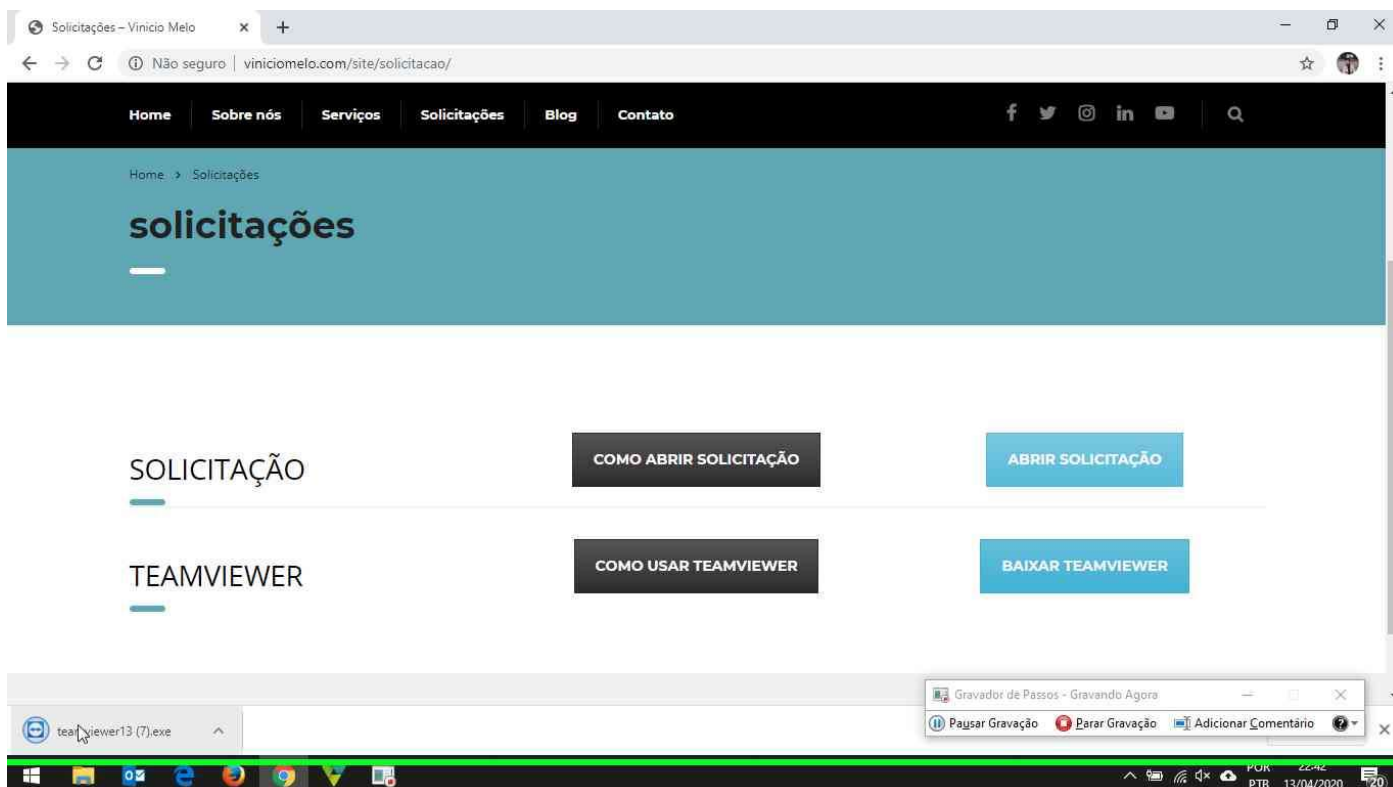 Solicitações – Vinicio Melo
Não seguro | viniciomelo.com/site/solicitacao/
Home Sobre nós Serviços Solicitações Blog Contato
Home > Solicitações
solicitações
SOLICITAÇÃO
COMO ABRIR SOLICITAÇÃO
ABRIR SOLICITAÇÃO
TEAMVIEWER
COMO USAR TEAMVIEWER
BAIXAR TEAMVIEWER
Gravador de Passos - Gravando Agora
Pausar Gravação Parar Gravação Adicionar Comentário
teamviewer13 (7).exe
POR 22:42
PTB 13/04/2020 20